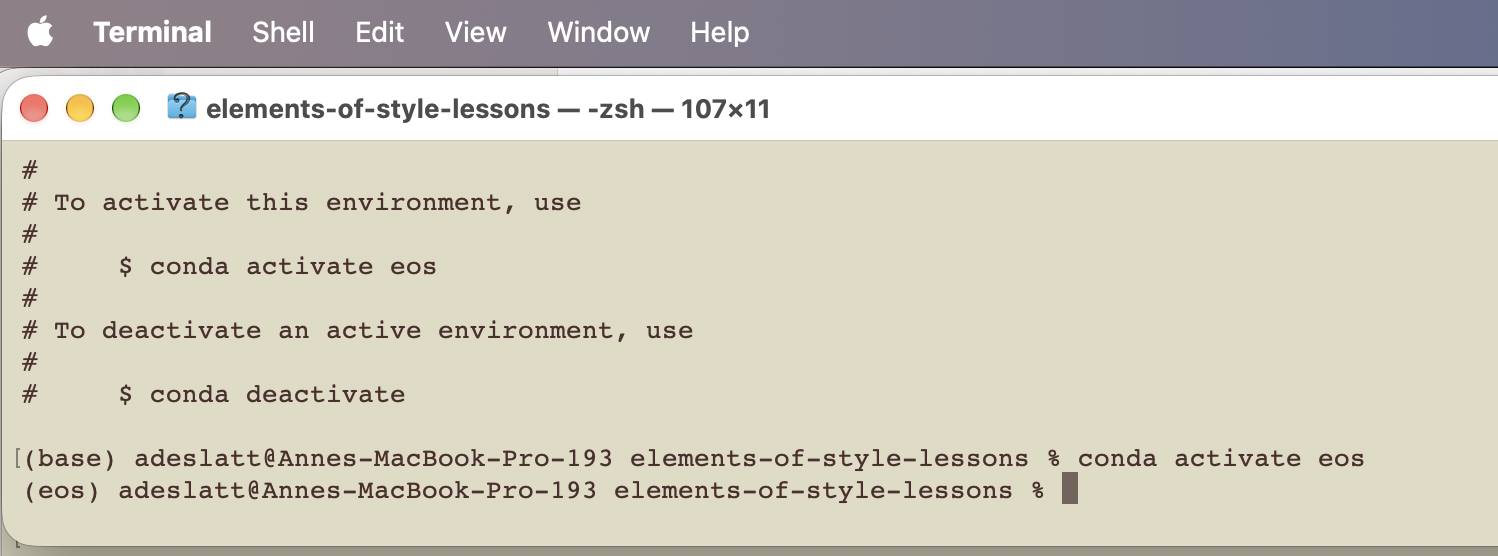 Terminal Shell Edit View Window Help
elements-of-style-lessons — -zsh — 107×11
#
# To activate this environment, use
#
#     $ conda activate eos
#
# To deactivate an active environment, use
#
#     $ conda deactivate
[(base) adeslatt@Annes-MacBook-Pro-193 elements-of-style-lessons % conda activate eos
(eos) adeslatt@Annes-MacBook-Pro-193 elements-of-style-lessons %